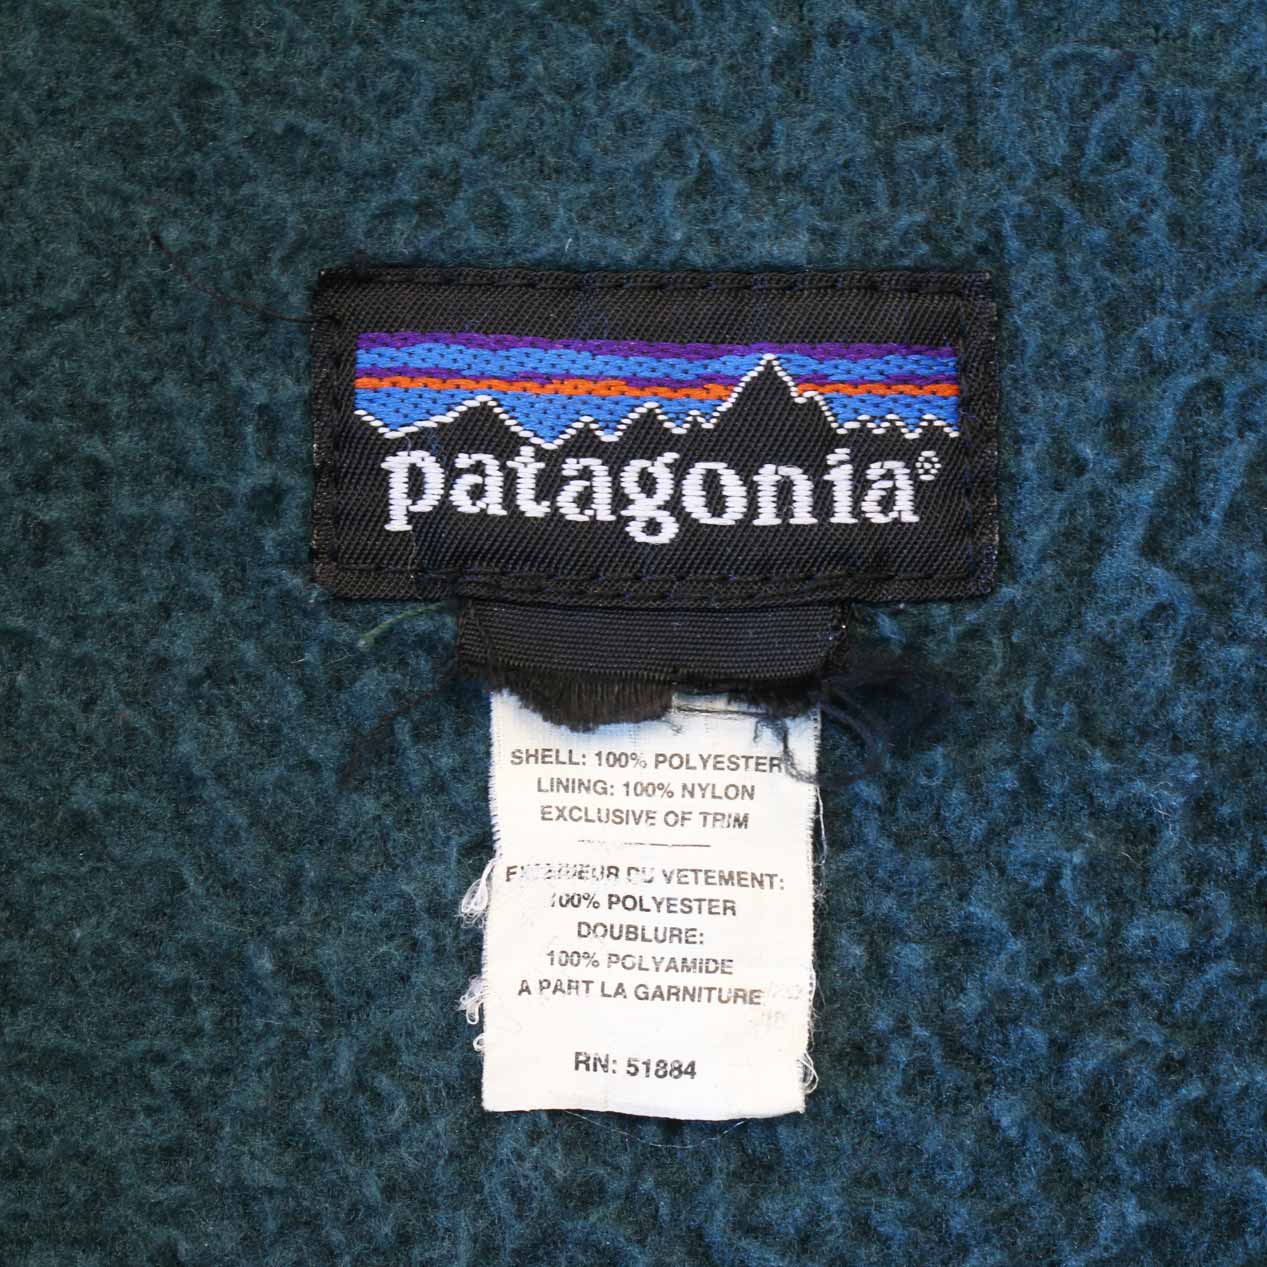 patagonia®
SHELL: 100% POLYESTER
LINING: 100% NYLON
EXCLUSIVE OF TRIM
EXTERIEUR DU VETEMENT:
100% POLYESTER
DOUBLURE:
100% POLYAMIDE
A PART LA GARNITURE
RN: 51884